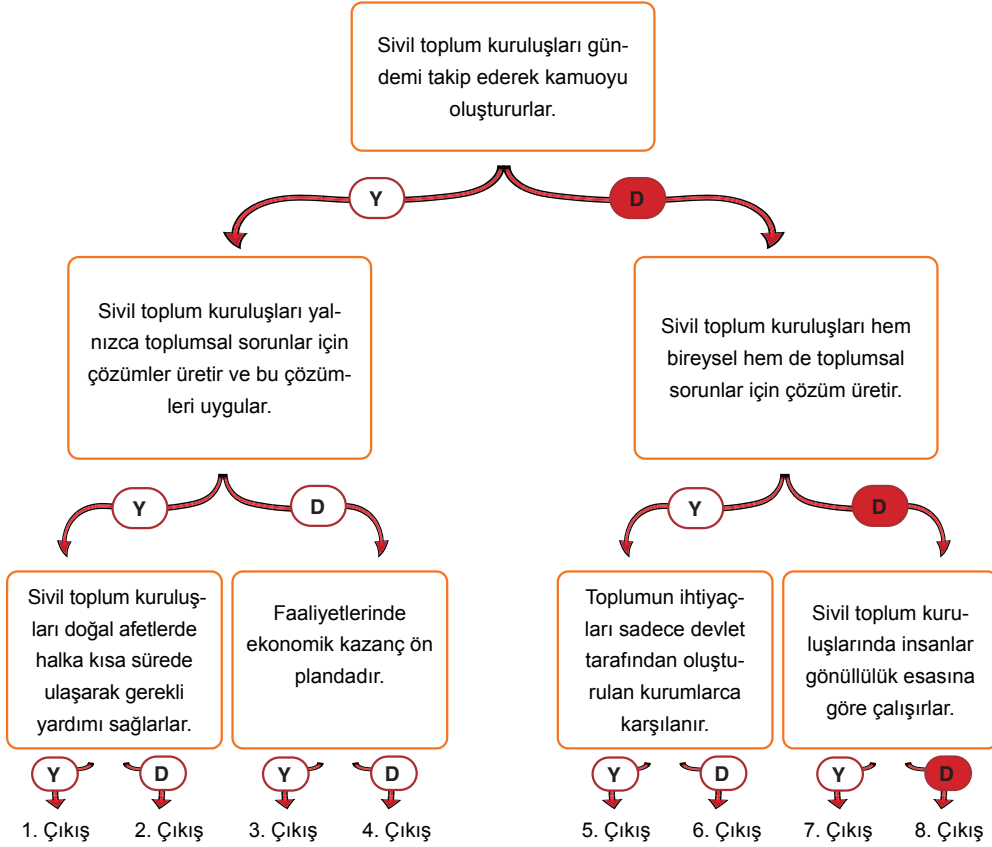 Sivil toplum kuruluşları gün-
demi takip ederek kamuoyu
oluştururlar.
Y
D
Sivil toplum kuruluşları yal-
nızca toplumsal sorunlar için
çözümler üretir ve bu çözüm-
leri uygular.
Sivil toplum kuruluşları hem
bireysel hem de toplumsal
sorunlar için çözüm üretir.
Y
D
Y
D
Sivil toplum kuruluş-
ları doğal afetlerde
halka kısa sürede
ulaşarak gerekli
yardımı sağlarlar.
Faaliyetlerinde
ekonomik kazanç ön
plandadır.
Toplumun ihtiyaç-
ları sadece devlet
tarafından oluştu-
rulan kurumlarca
karşılanır.
Sivil toplum kuru-
luşlarında insanlar
gönüllülük esasına
göre çalışırlar.
Y
D
Y
D
Y
D
Y
D
1. Çıkış
2. Çıkış
3. Çıkış
4. Çıkış
5. Çıkış
6. Çıkış
7. Çıkış
8. Çıkış